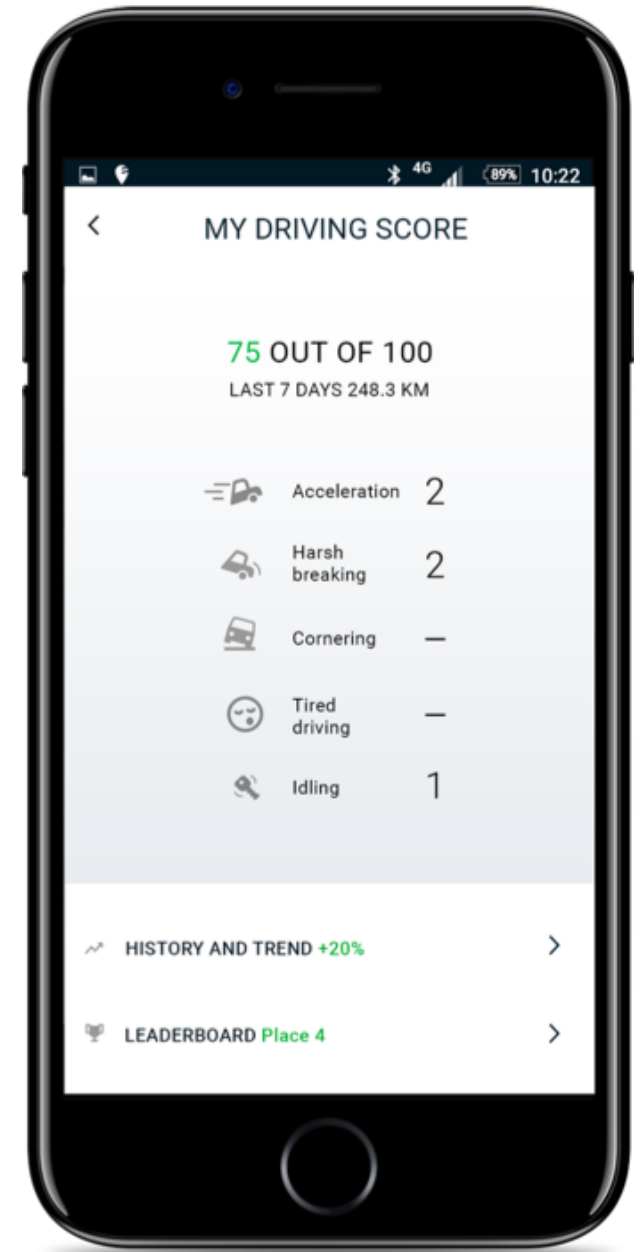 4G 89% 10:22
MY DRIVING SCORE
75 OUT OF 100
LAST 7 DAYS 248.3 KM
Acceleration 2
Harsh
breaking 2
Cornering –
Tired
driving –
Idling 1
HISTORY AND TREND +20%
LEADERBOARD Place 4